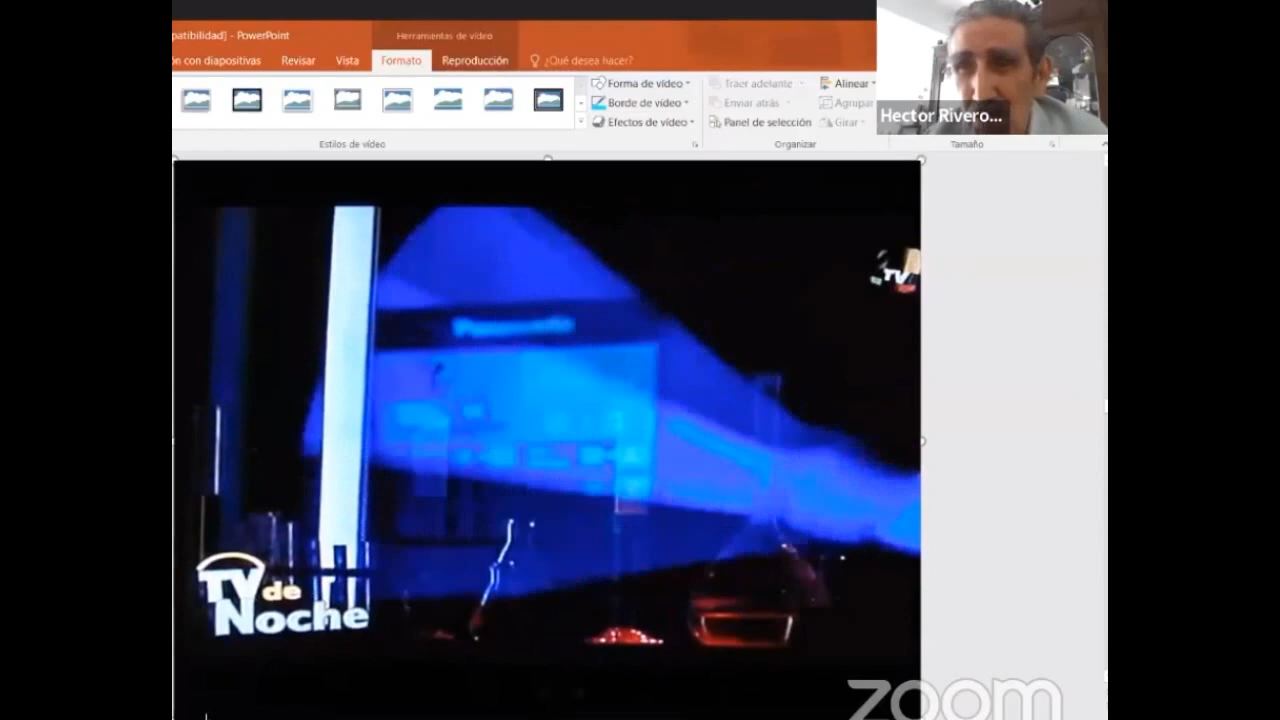 patibilidad] - PowerPoint
Herramientas de vídeo
ón con diapositivas Revisar Vista Formato Reproducción ¿Qué desea hacer?
Forma de vídeo Traer adelante Alinear
Borde de vídeo Enviar atrás Agrupar
Efectos de vídeo Panel de selección Girar
Hector Rivero...
Estilos de vídeo Organizar Tamaño
TV
TV de
Noche
zoom